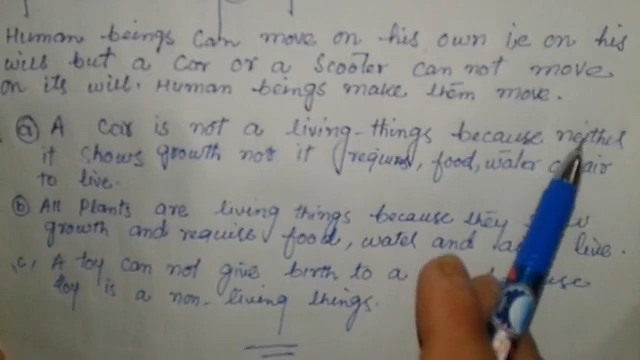 Human beings can move on his own i.e on his
will but a car or a scooter can not move
on its will. Human beings make them move.
(a) A car is not a living-things because neither
it shows growth nor it requires, food, water air
to live.
(b) All Plants are living things because they
growth and require food, water and live.
(c) A toy can not give birth to a
toy is a non-living things.